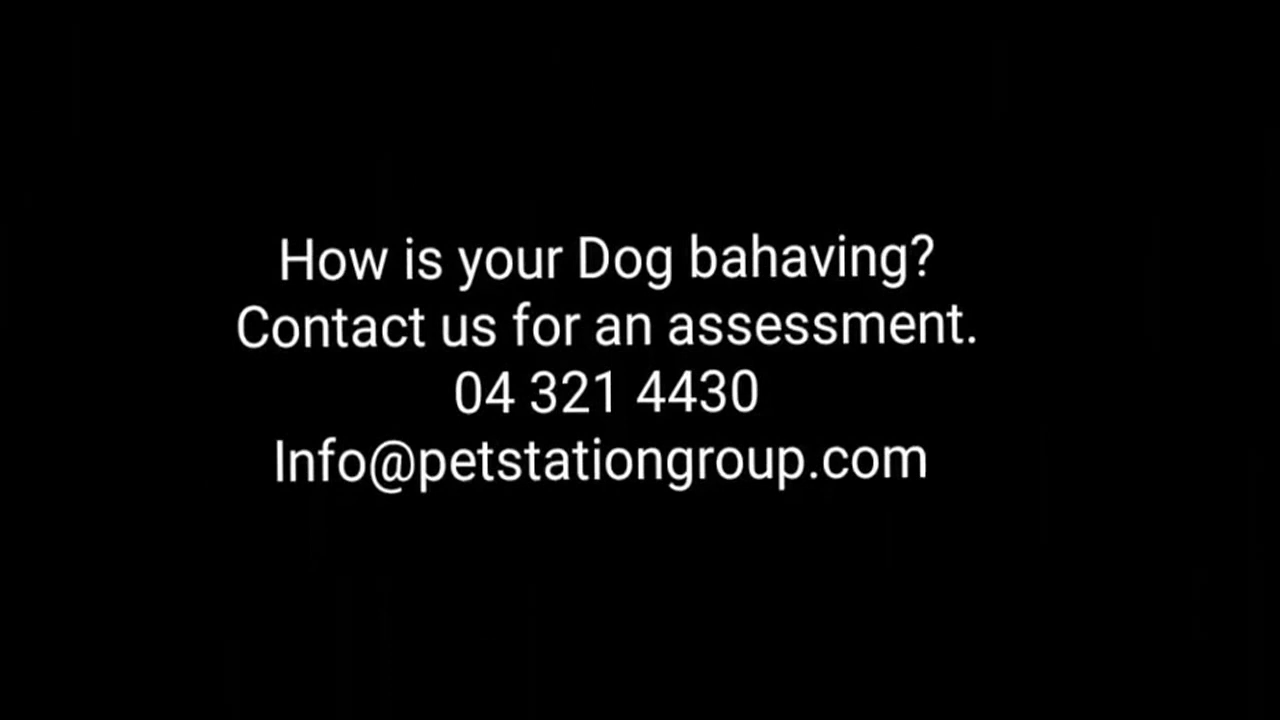 How is your Dog bahaving?
Contact us for an assessment.
04 321 4430
Info@petstationgroup.com